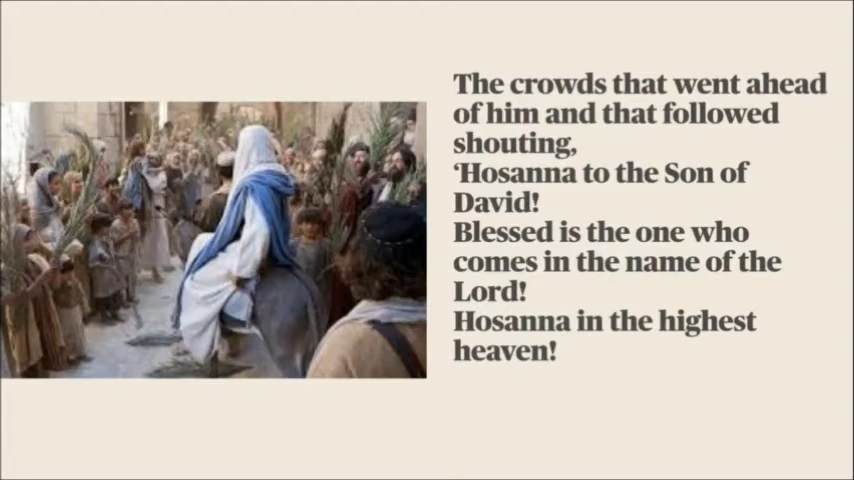 The crowds that went ahead
of him and that followed
shouting,
‘Hosanna to the Son of
David!
Blessed is the one who
comes in the name of the
Lord!
Hosanna in the highest
heaven!